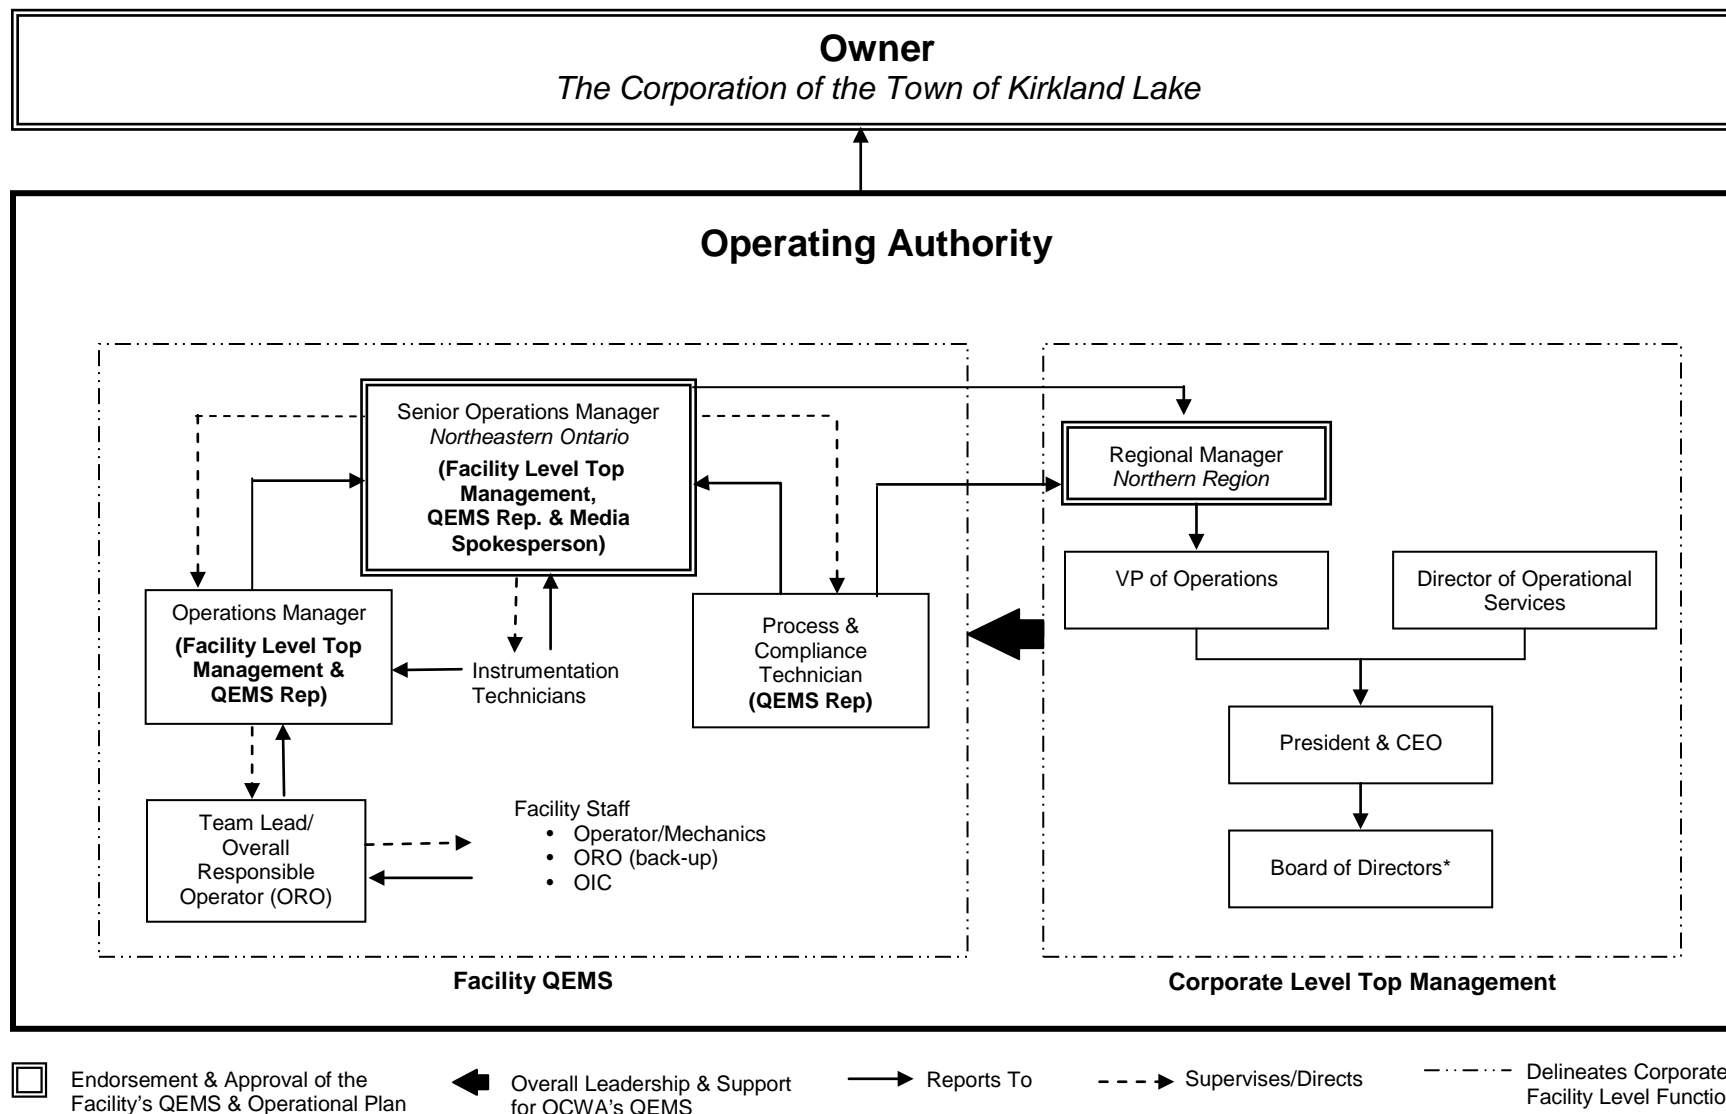 Owner
The Corporation of the Town of Kirkland Lake
Operating Authority
Senior Operations Manager
Northeastern Ontario
(Facility Level Top
Management,
QEMS Rep. & Media
Spokesperson)
Regional Manager
Northern Region
VP of Operations
Director of Operational
Services
Operations Manager
(Facility Level Top
Management &
QEMS Rep)
Instrumentation
Technicians
Process &
Compliance
Technician
(QEMS Rep)
President & CEO
Team Lead/
Overall
Responsible
Operator (ORO)
Facility Staff
• Operator/Mechanics
• ORO (back-up)
• OIC
Board of Directors*
Facility QEMS
Corporate Level Top Management
Endorsement & Approval of the
Facility's QEMS & Operational Plan
Overall Leadership & Support
for OCWA's QEMS
Reports To
Supervises/Directs
Delineates Corporate
Facility Level Functio